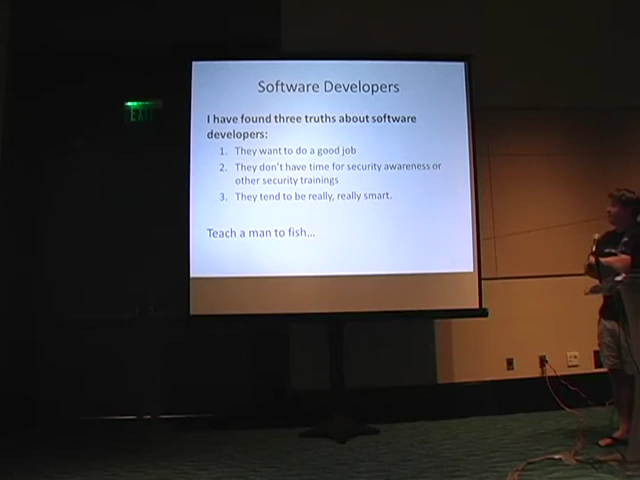 Software Developers
I have found three truths about software
developers:
1. They want to do a good job
2. They don't have time for security awareness or
other security trainings
3. They tend to be really, really smart.
Teach a man to fish...
EXIT